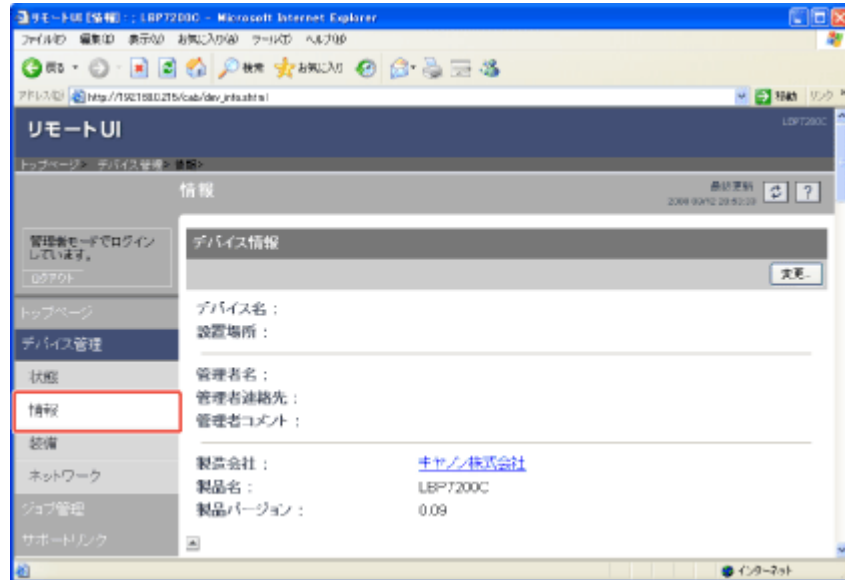 リモートUI [情報] : ; LBP7200C - Microsoft Internet Explorer
ファイル(F) 編集(E) 表示(V) お気に入り(A) ツール(T) ヘルプ(H)
戻る 検索 お気に入り
アドレス(D) http://192.168.0.215/cab/dev_info.shtml 移動 リンク
リモートUI
LBP7200C
トップページ> デバイス管理> 情報>
情報
最終更新
管理者モードでログイン
しています。
ログアウト
デバイス情報
変更...
トップページ
デバイス管理
状態
情報
装備
ネットワーク
ジョブ管理
サポートリンク
デバイス名 :
設置場所 :
管理者名 :
管理者連絡先 :
管理者コメント :
製造会社 : キヤノン株式会社
製品名 : LBP7200C
製品バージョン : 0.09
インターネット